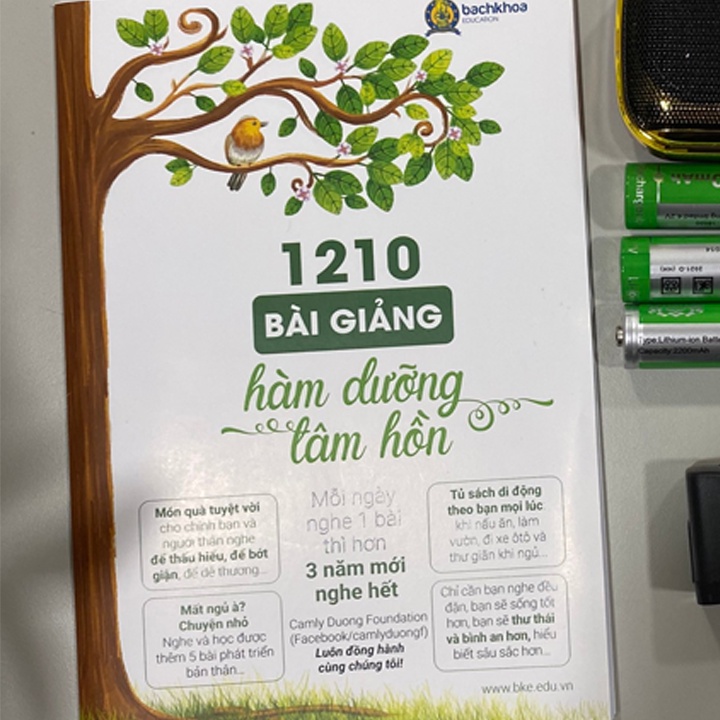 bachkhoa
EDUCATION
1210
BÀI GIẢNG
hàm dưỡng
tâm hồn
Món quà tuyệt vời
cho chính bạn và
người thân nghe
để thấu hiểu, để bớt
giận, để dễ thương...
Mất ngủ à?
Chuyện nhỏ
Nghe và học được
thêm 5 bài phát triển
bản thân...
Mỗi ngày
nghe 1 bài
thì hơn
3 năm mới
nghe hết
Camly Duong Foundation
(Facebook/camlyduongf)
Luôn đồng hành
cùng chúng tôi!
Tủ sách di động
theo bạn mọi lúc
khi nấu ăn, làm
vườn, đi xe ôtô và
thư giãn khi ngủ...
Chỉ cần bạn nghe đều
đặn, bạn sẽ sống tốt
hơn, bạn sẽ thư thái
và bình an hơn, hiểu
biết sâu sắc hơn...
www.bke.edu.vn
ype:Lithium-ion Batte
Capacity:2200mAh